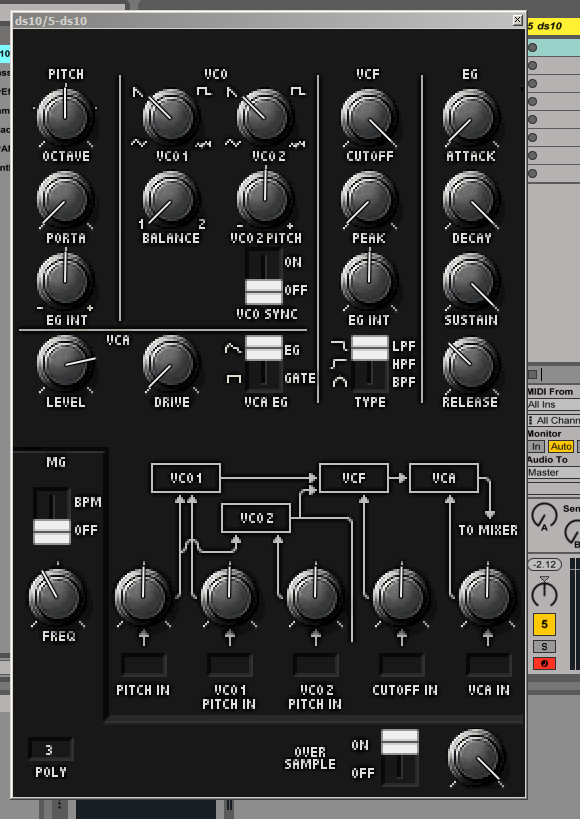 ds10/5-ds10
5 ds10
PITCH
VCO
VCF
EG
OCTAVE
VCO 1
VCO 2
CUTOFF
ATTACK
PORTA
1
2
BALANCE
- +
VCO 2 PITCH
PEAK
DECAY
ON
OFF
VCO SYNC
- +
EG INT
EG INT
SUSTAIN
VCA
LEVEL
DRIVE
EG
GATE
VCA EG
LPF
HPF
BPF
TYPE
RELEASE
MIDI From
All Ins
All Chann
Monitor
In Auto
Audio To
Master
Sen
A
B
-2.12
5
S
MG
BPM
OFF
FREQ
VCO 1
VCF
VCA
VCO 2
TO MIXER
PITCH IN
VCO 1
PITCH IN
VCO 2
PITCH IN
CUTOFF IN
VCA IN
3
POLY
OVER
SAMPLE
ON
OFF